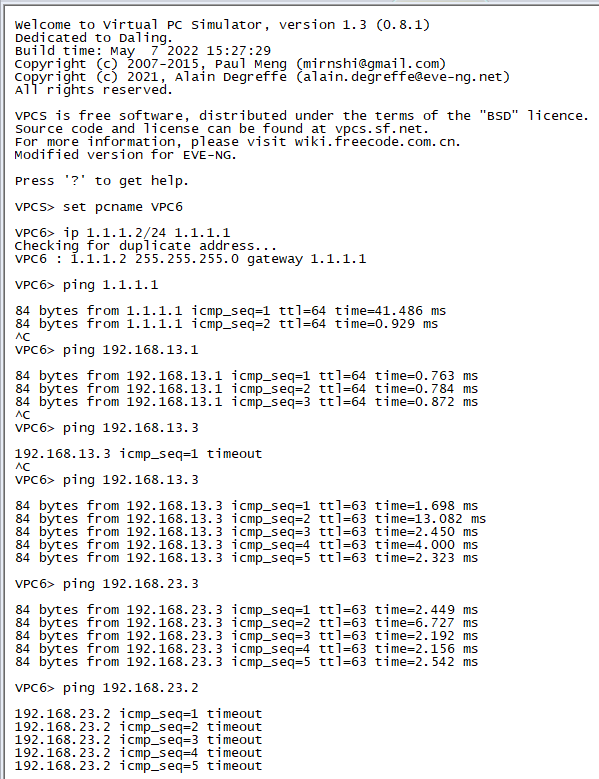 Welcome to Virtual PC Simulator, version 1.3 (0.8.1)
Dedicated to Daling.
Build time: May  7 2022 15:27:29
Copyright (c) 2007-2015, Paul Meng (mirnshi@gmail.com)
Copyright (c) 2021, Alain Degreffe (alain.degreffe@eve-ng.net)
All rights reserved.
VPCS is free software, distributed under the terms of the "BSD" licence.
Source code and license can be found at vpcs.sf.net.
For more information, please visit wiki.freecode.com.cn.
Modified version for EVE-NG.
Press '?' to get help.
VPCS> set pcname VPC6
VPC6> ip 1.1.1.2/24 1.1.1.1
Checking for duplicate address...
VPC6 : 1.1.1.2 255.255.255.0 gateway 1.1.1.1
VPC6> ping 1.1.1.1
84 bytes from 1.1.1.1 icmp_seq=1 ttl=64 time=41.486 ms
84 bytes from 1.1.1.1 icmp_seq=2 ttl=64 time=0.929 ms
^C
VPC6> ping 192.168.13.1
84 bytes from 192.168.13.1 icmp_seq=1 ttl=64 time=0.763 ms
84 bytes from 192.168.13.1 icmp_seq=2 ttl=64 time=0.784 ms
84 bytes from 192.168.13.1 icmp_seq=3 ttl=64 time=0.872 ms
^C
VPC6> ping 192.168.13.3
192.168.13.3 icmp_seq=1 timeout
^C
VPC6> ping 192.168.13.3
84 bytes from 192.168.13.3 icmp_seq=1 ttl=63 time=1.698 ms
84 bytes from 192.168.13.3 icmp_seq=2 ttl=63 time=13.082 ms
84 bytes from 192.168.13.3 icmp_seq=3 ttl=63 time=2.450 ms
84 bytes from 192.168.13.3 icmp_seq=4 ttl=63 time=4.000 ms
84 bytes from 192.168.13.3 icmp_seq=5 ttl=63 time=2.323 ms
VPC6> ping 192.168.23.3
84 bytes from 192.168.23.3 icmp_seq=1 ttl=63 time=2.449 ms
84 bytes from 192.168.23.3 icmp_seq=2 ttl=63 time=6.727 ms
84 bytes from 192.168.23.3 icmp_seq=3 ttl=63 time=2.192 ms
84 bytes from 192.168.23.3 icmp_seq=4 ttl=63 time=2.156 ms
84 bytes from 192.168.23.3 icmp_seq=5 ttl=63 time=2.542 ms
VPC6> ping 192.168.23.2
192.168.23.2 icmp_seq=1 timeout
192.168.23.2 icmp_seq=2 timeout
192.168.23.2 icmp_seq=3 timeout
192.168.23.2 icmp_seq=4 timeout
192.168.23.2 icmp_seq=5 timeout